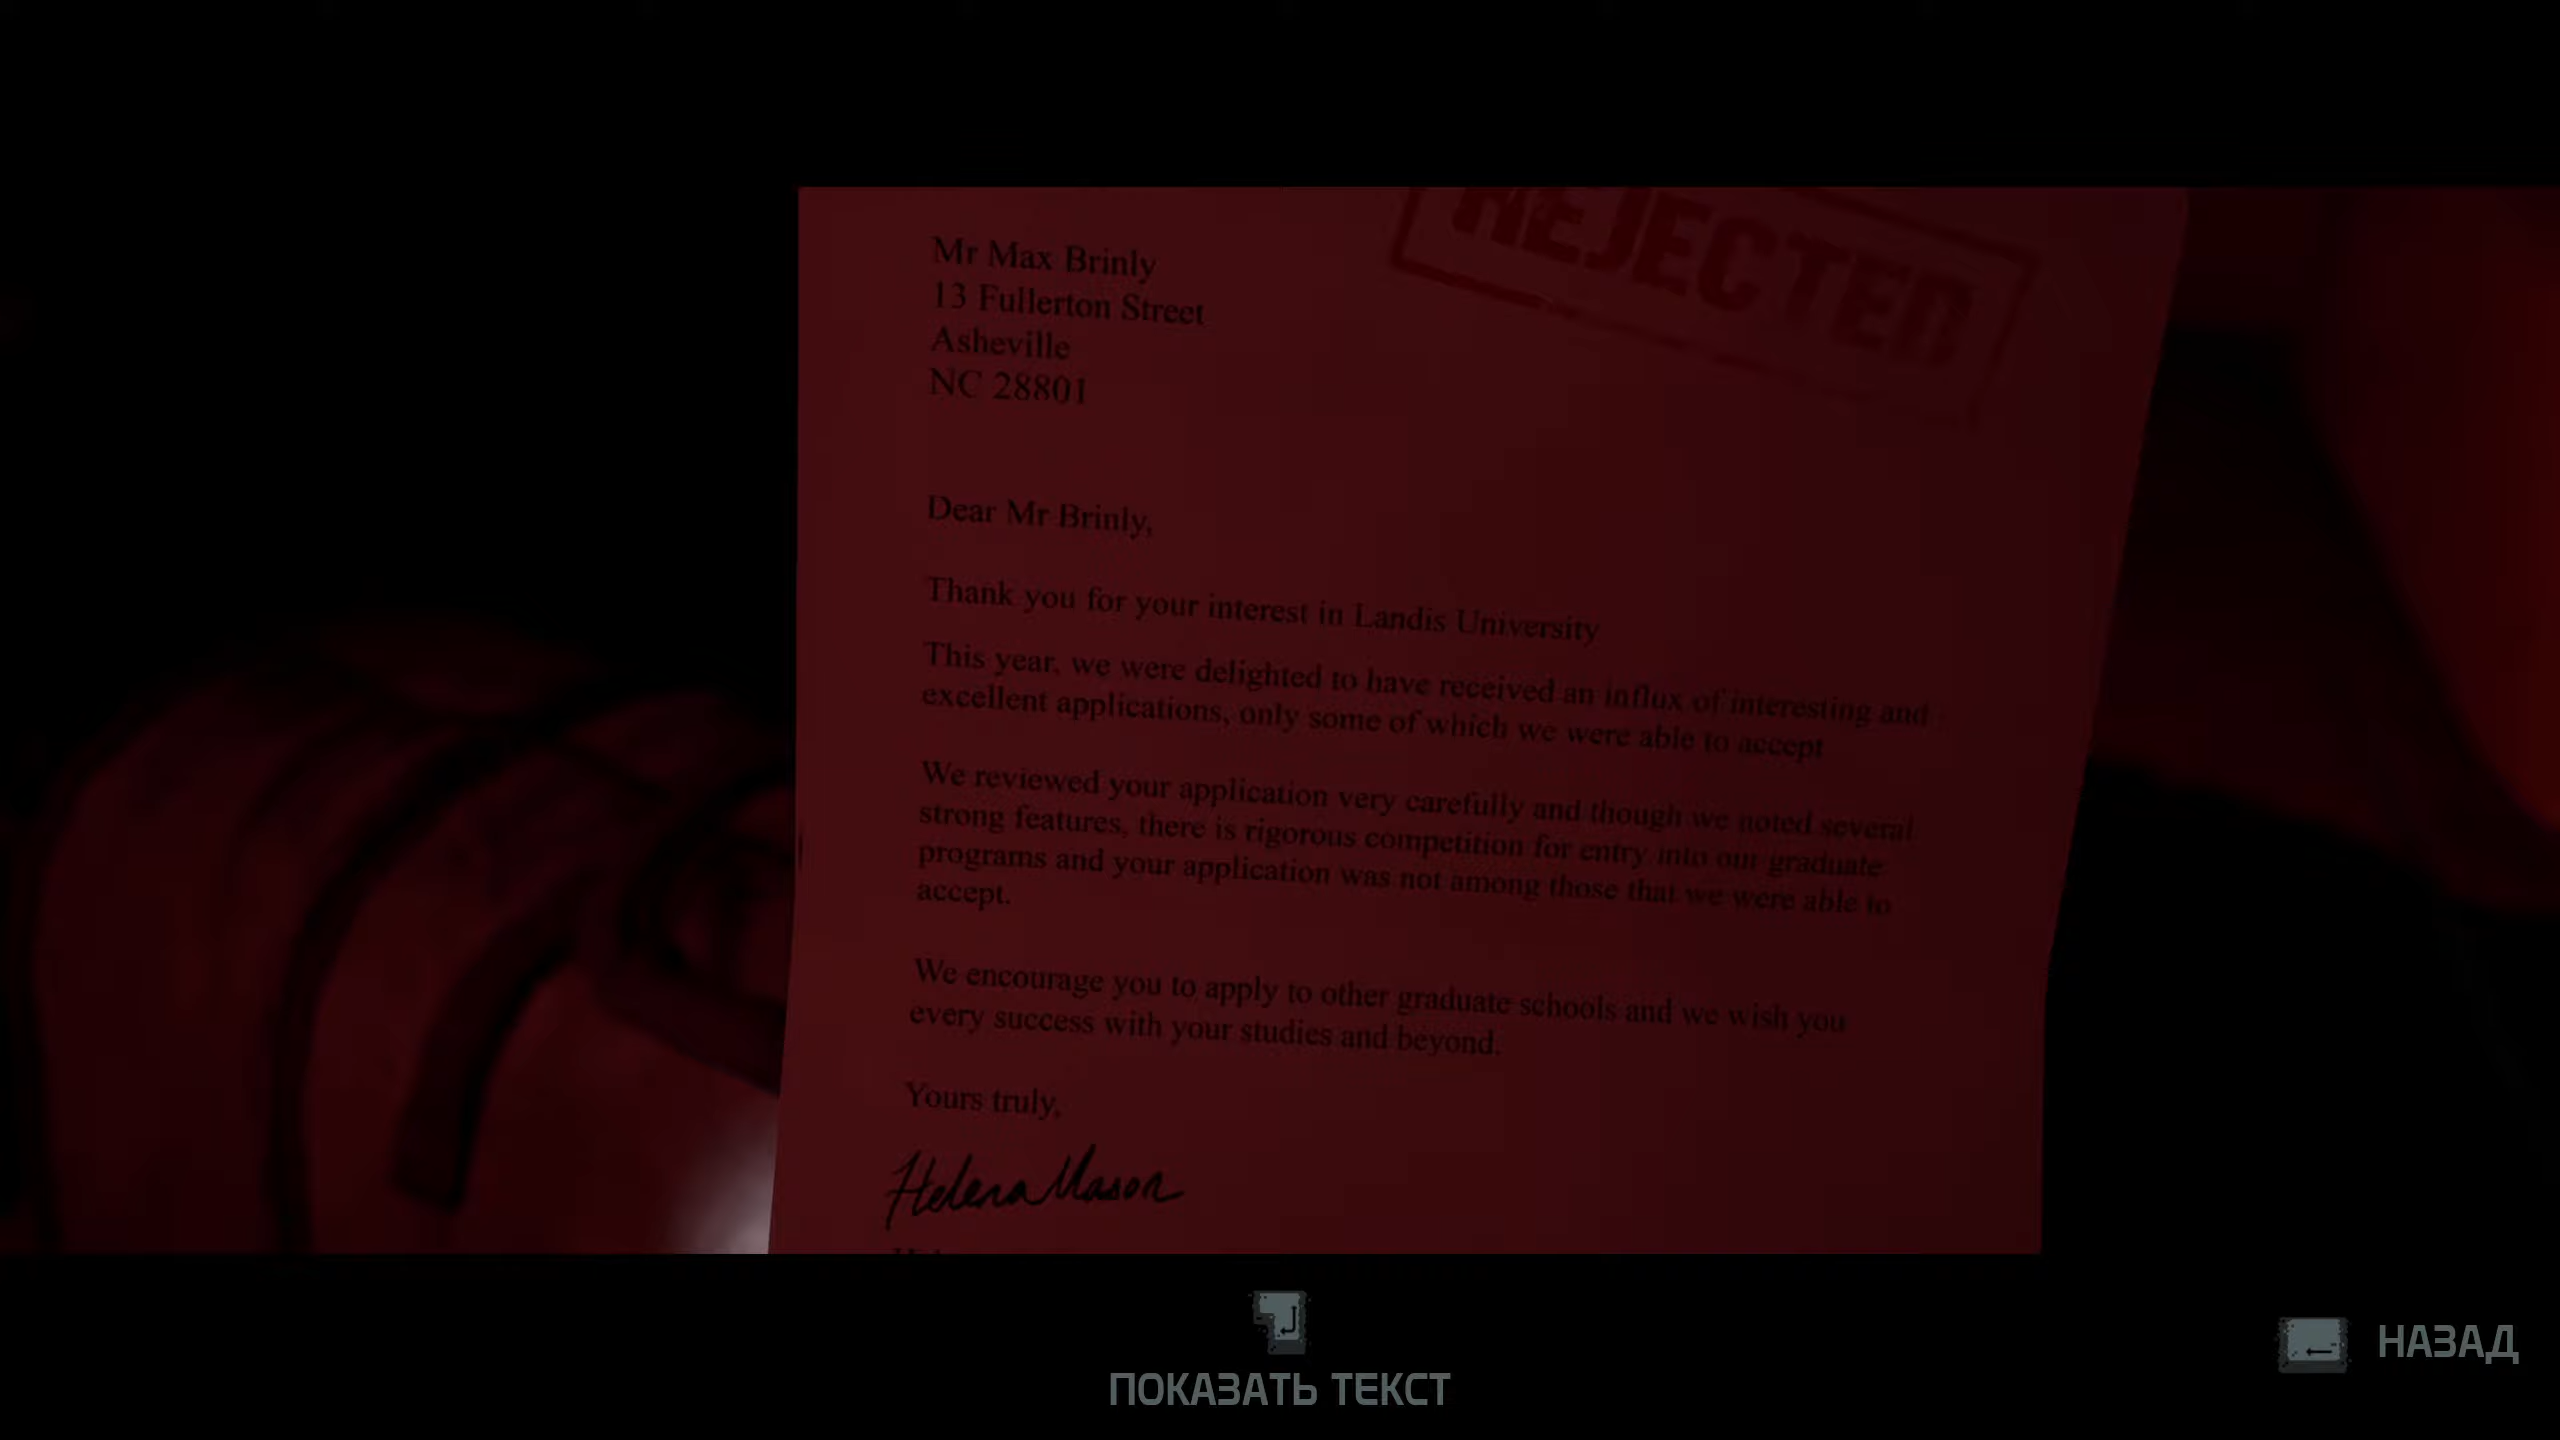 REJECTED
Mr Max Brinly
13 Fullerton Street
Asheville
NC 28801
Dear Mr Brinly,
Thank you for your interest in Landis University
This year, we were delighted to have received an influx of interesting and
excellent applications, only some of which we were able to accept
We reviewed your application very carefully and though we noted several
strong features, there is rigorous competition for entry into our graduate
programs and your application was not among those that we were able to
accept.
We encourage you to apply to other graduate schools and we wish you
every success with your studies and beyond.
Yours truly,
Helena Mason
ПОКАЗАТЬ ТЕКСТ
НАЗАД